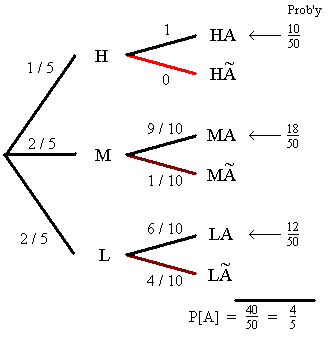 Prob'y
1
HA ← 10/50
1 / 5
H
HÃ
0
9 / 10
MA ← 18/50
2 / 5
M
MÃ
1 / 10
2 / 5
6 / 10
LA ← 12/50
L
LÃ
4 / 10
P[A] = 40/50 = 4/5